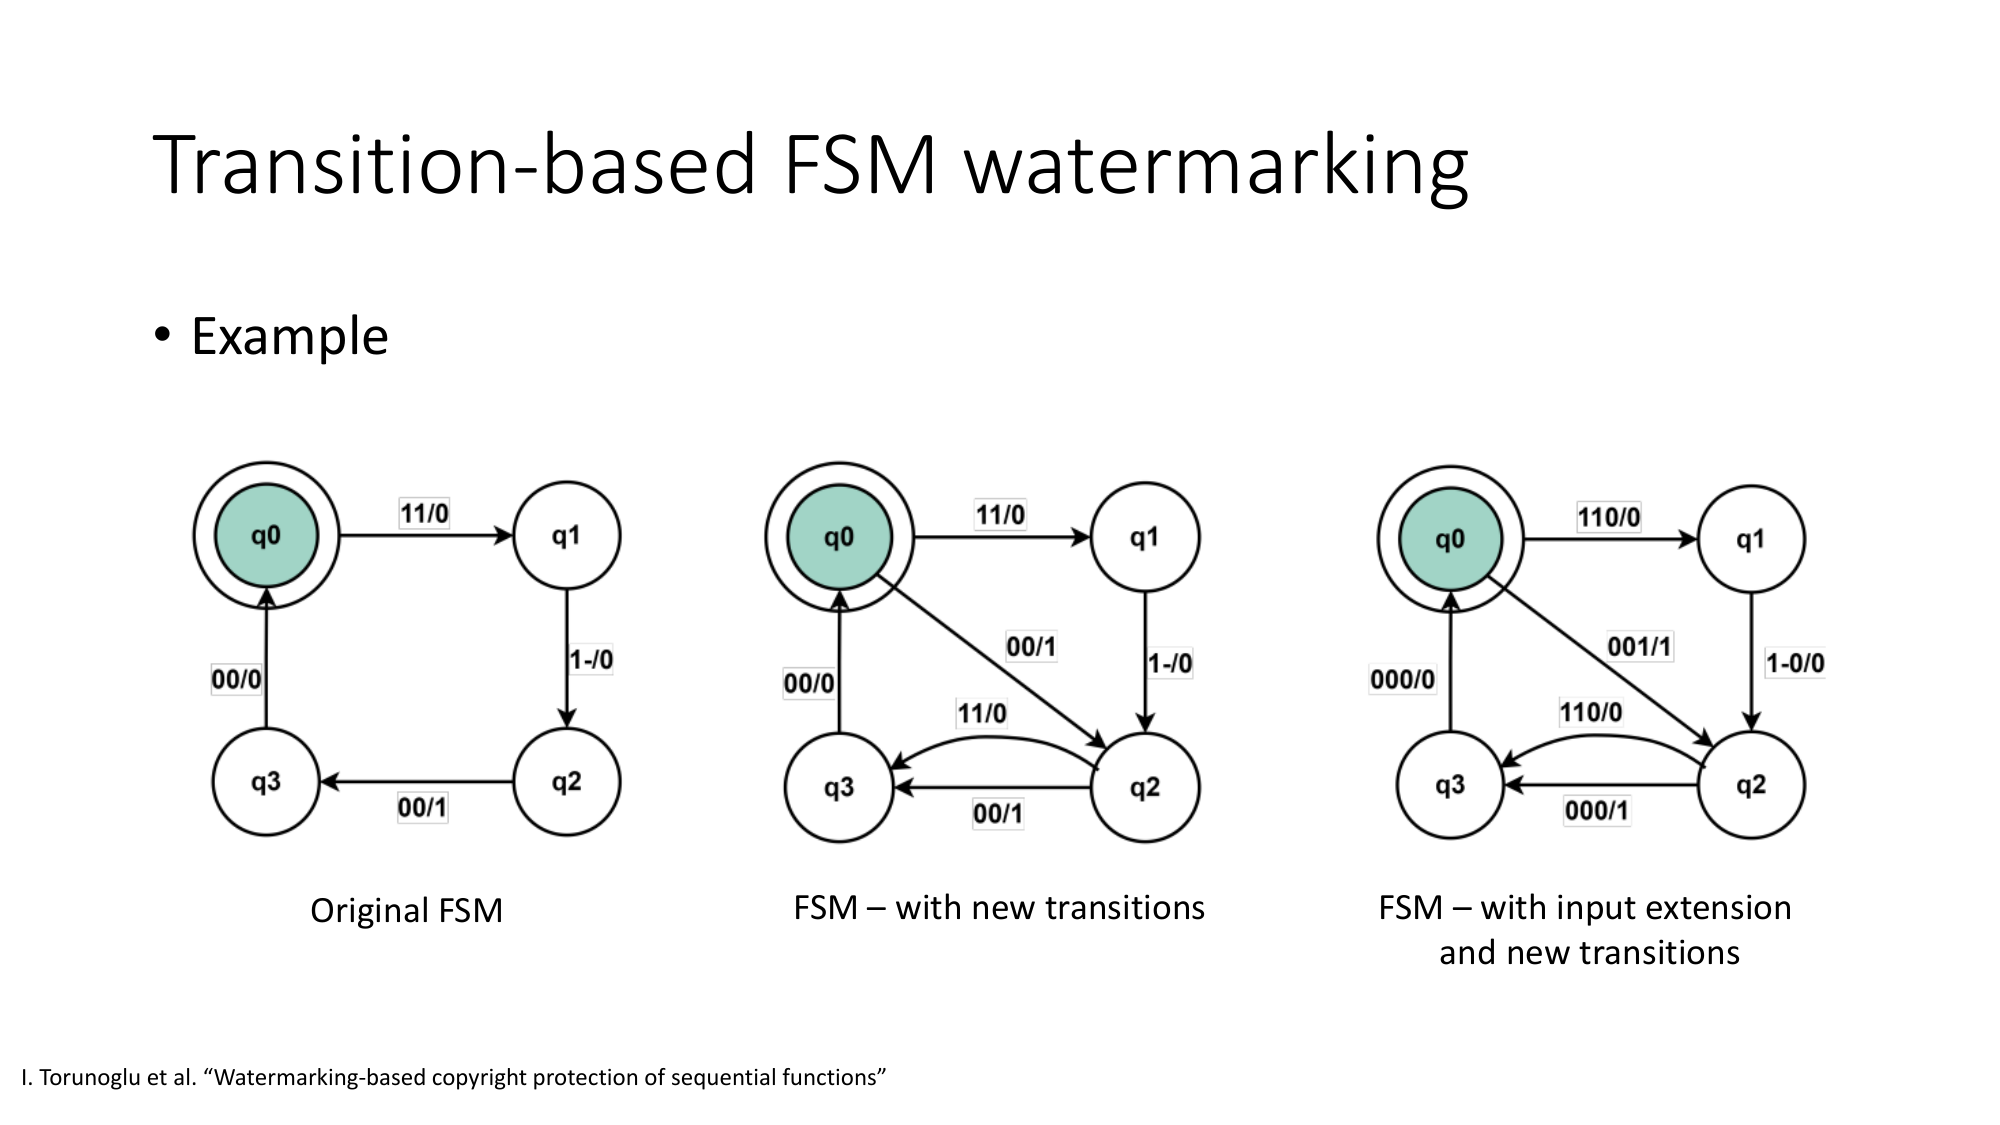 Transition-based FSM watermarking
• Example
q0
11/0
q1
00/0
1-/0
q3
00/1
q2
Original FSM
q0
11/0
q1
00/1
00/0
1-/0
11/0
q3
00/1
q2
FSM – with new transitions
q0
110/0
q1
001/1
000/0
1-0/0
110/0
q3
000/1
q2
FSM – with input extension
and new transitions
I. Torunoglu et al. “Watermarking-based copyright protection of sequential functions”